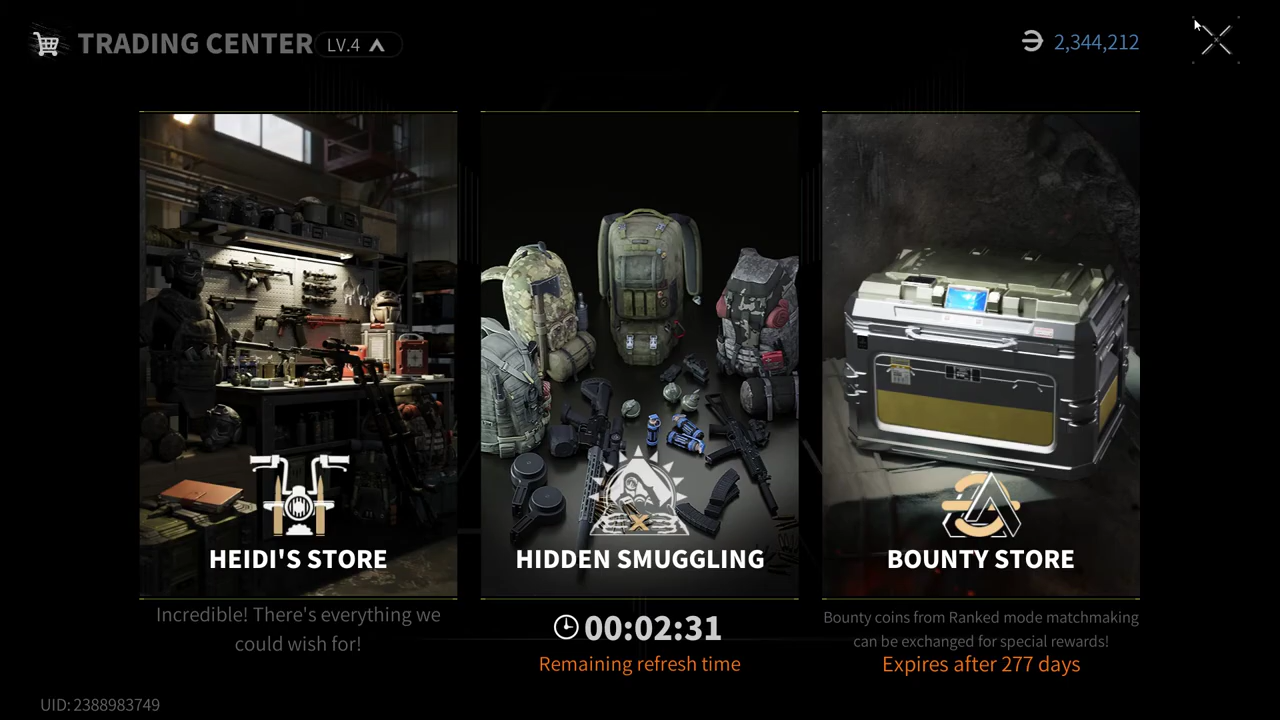 TRADING CENTER LV.4
2,344,212
HEIDI'S STORE
Incredible! There's everything we
could wish for!
HIDDEN SMUGGLING
00:02:31
Remaining refresh time
BOUNTY STORE
Bounty coins from Ranked mode matchmaking
can be exchanged for special rewards!
Expires after 277 days
UID: 2388983749